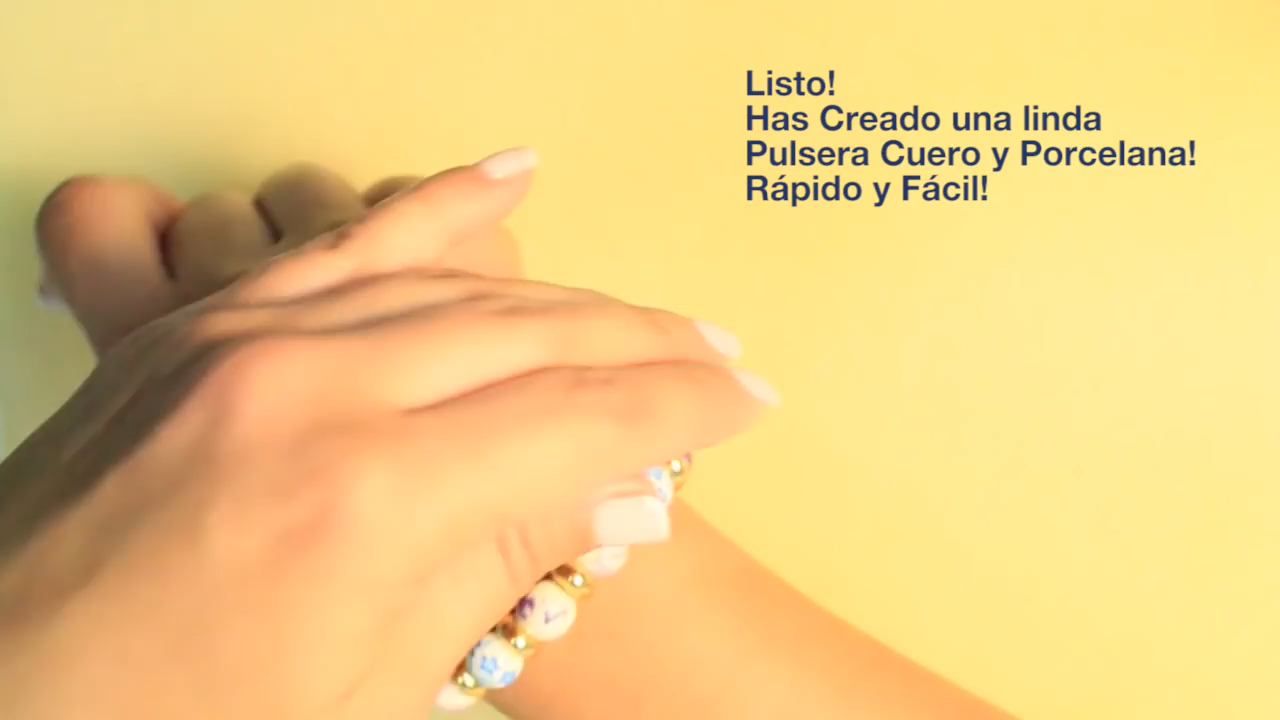 Listo!
Has Creado una linda
Pulsera Cuero y Porcelana!
Rápido y Fácil!